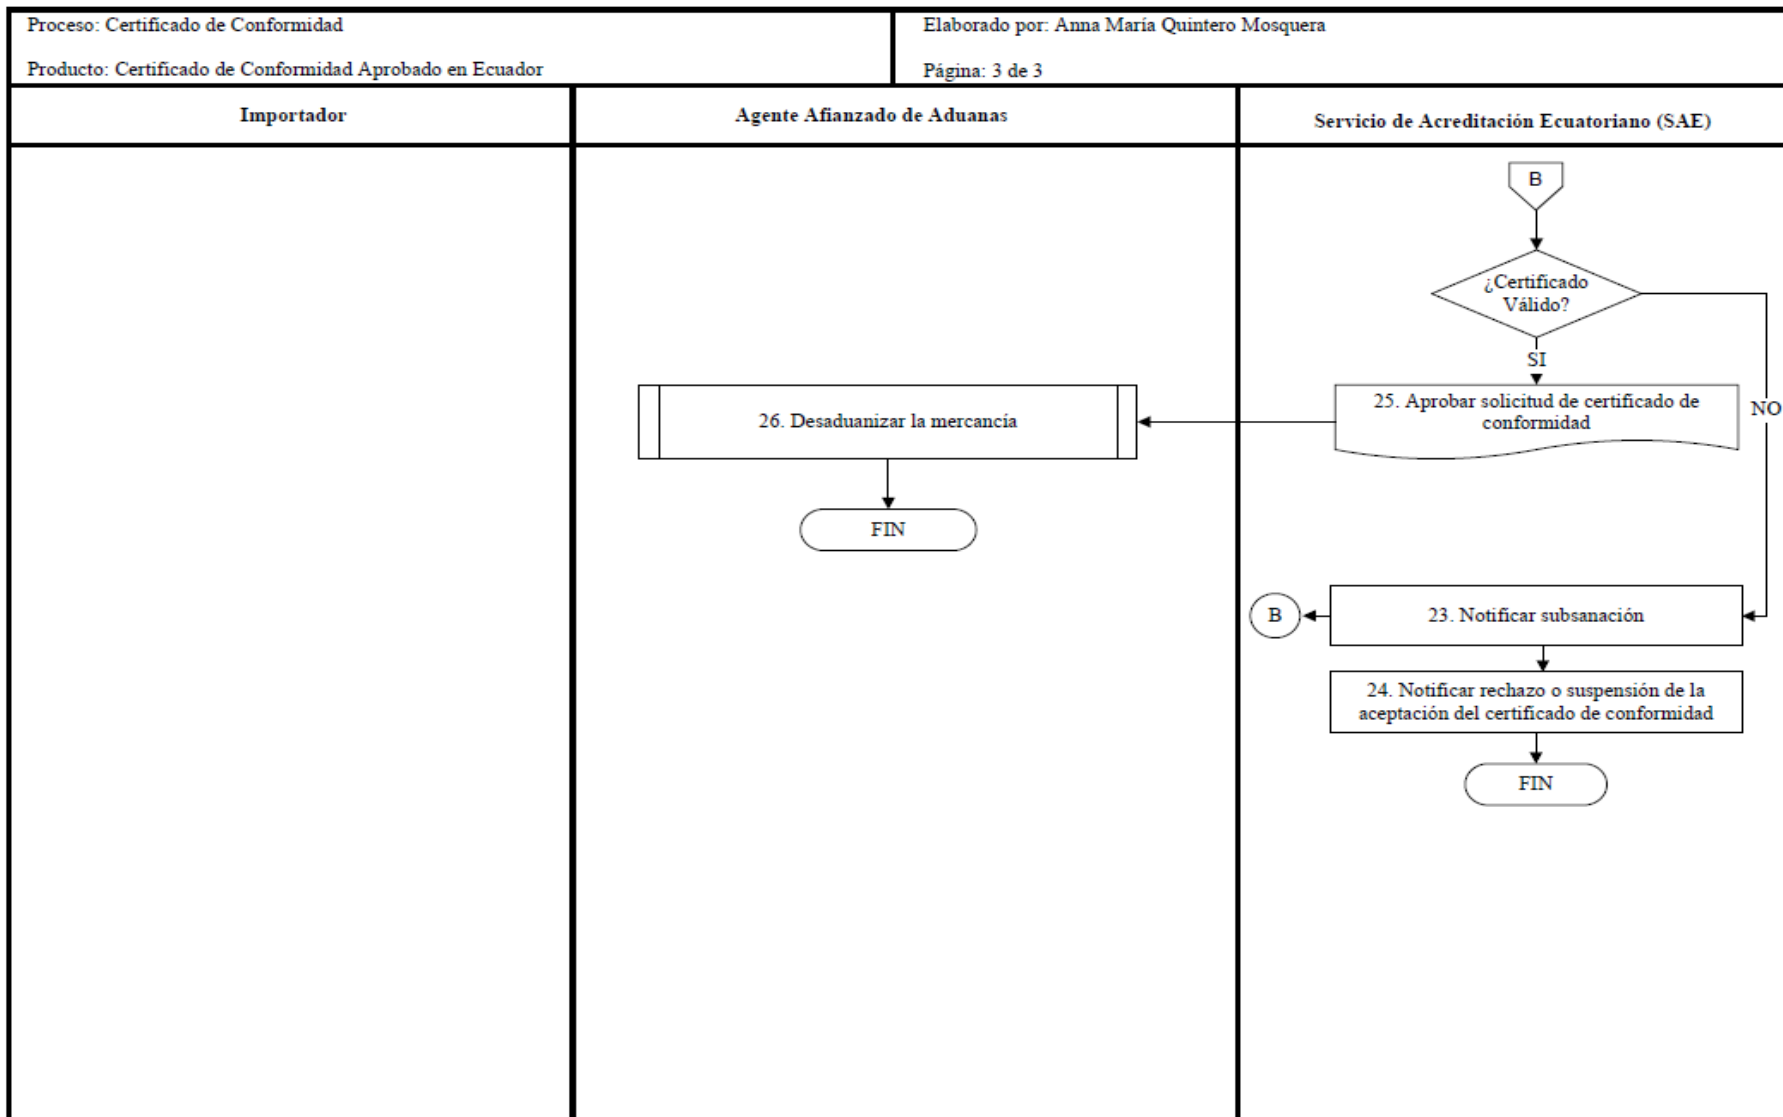 Proceso: Certificado de Conformidad
Producto: Certificado de Conformidad Aprobado en Ecuador
Elaborado por: Anna María Quintero Mosquera
Página: 3 de 3
Importador
Agente Afianzado de Aduanas
Servicio de Acreditación Ecuatoriano (SAE)
B
¿Certificado
Válido?
SI
NO
25. Aprobar solicitud de certificado de
conformidad
26. Desaduanizar la mercancía
FIN
B
23. Notificar subsanación
24. Notificar rechazo o suspensión de la
aceptación del certificado de conformidad
FIN